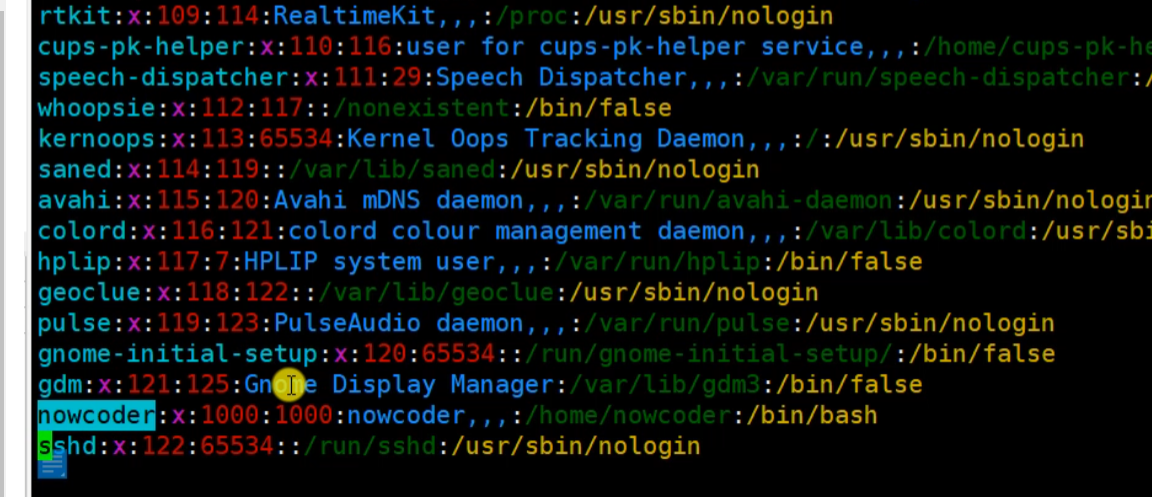 rtkit:x:109:114:RealtimeKit,,,:/proc:/usr/sbin/nologin
cups-pk-helper:x:110:116:user for cups-pk-helper service,,,:/home/cups-pk-he
speech-dispatcher:x:111:29:Speech Dispatcher,,,:/var/run/speech-dispatcher:/
whoopsie:x:112:117::/nonexistent:/bin/false
kernoops:x:113:65534:Kernel Oops Tracking Daemon,,,:/:/usr/sbin/nologin
saned:x:114:119::/var/lib/saned:/usr/sbin/nologin
avahi:x:115:120:Avahi mDNS daemon,,,:/var/run/avahi-daemon:/usr/sbin/nologin
colord:x:116:121:colord colour management daemon,,,:/var/lib/colord:/usr/sbi
hplip:x:117:7:HPLIP system user,,,:/var/run/hplip:/bin/false
geoclue:x:118:122::/var/lib/geoclue:/usr/sbin/nologin
pulse:x:119:123:PulseAudio daemon,,,:/var/run/pulse:/usr/sbin/nologin
gnome-initial-setup:x:120:65534::/run/gnome-initial-setup/:/bin/false
gdm:x:121:125:Gnome Display Manager:/var/lib/gdm3:/bin/false
nowcoder:x:1000:1000:nowcoder,,,:/home/nowcoder:/bin/bash
sshd:x:122:65534::/run/sshd:/usr/sbin/nologin